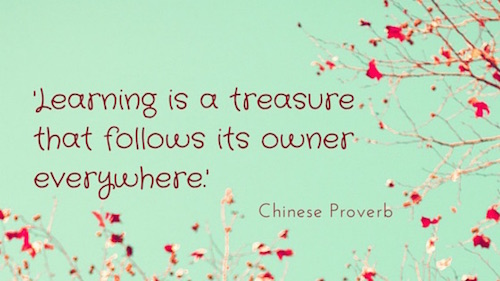 'Learning is a treasure
that follows its owner
everywhere.'
Chinese Proverb